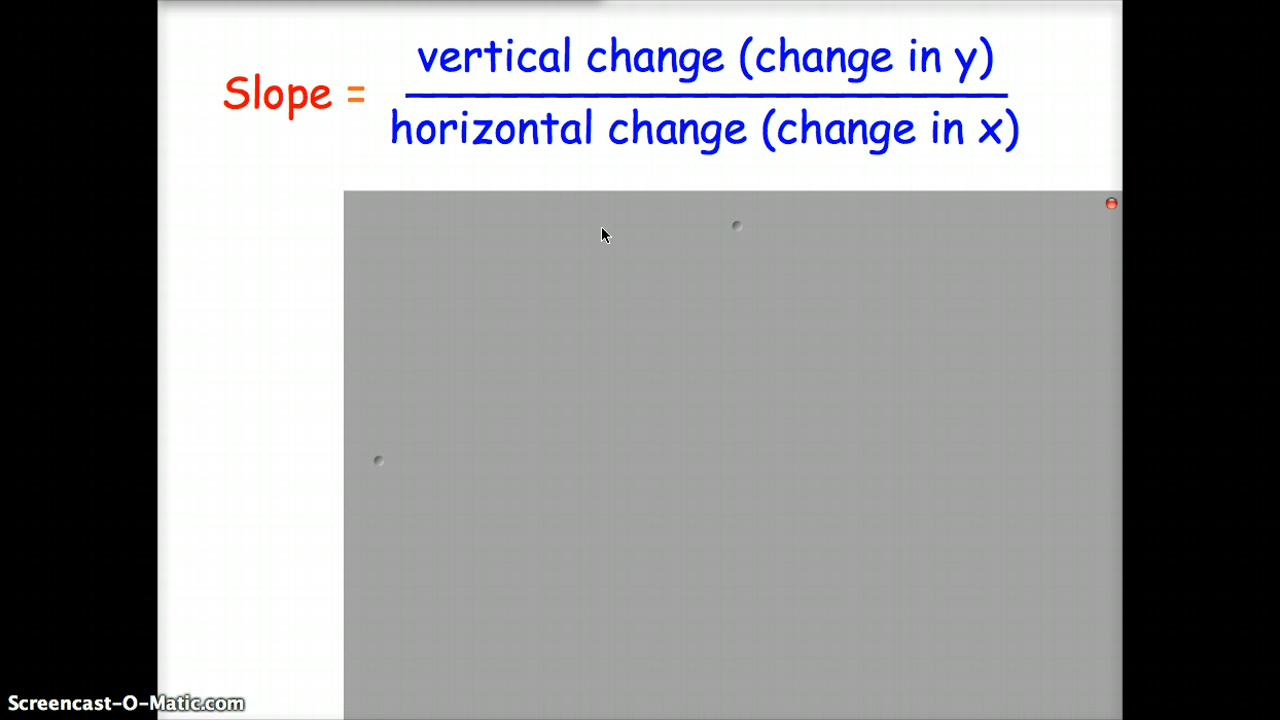 vertical change (change in y)
Slope =
horizontal change (change in x)
Screencast-O-Matic.com